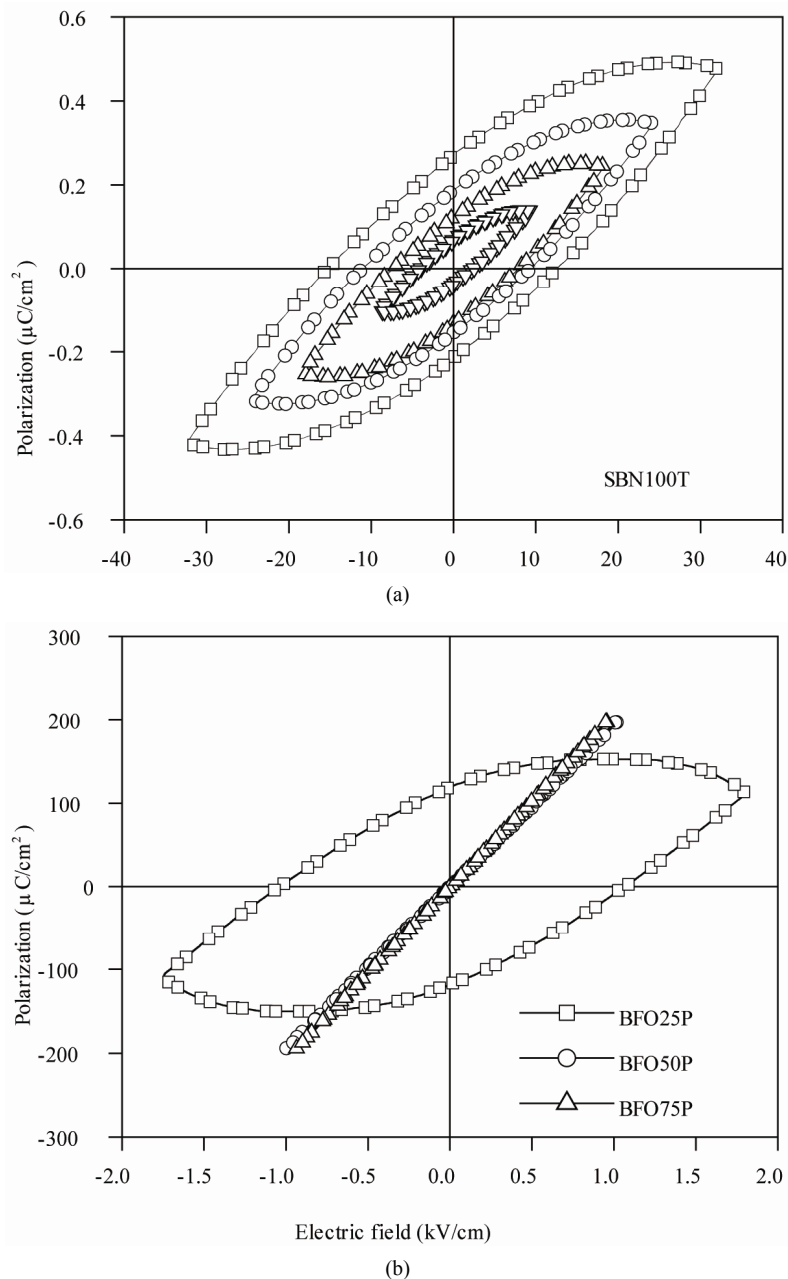 0.6
0.4
0.2
0.0
-0.2
-0.4
-0.6
Polarization (µC/cm²)
SBN100T
-40 -30 -20 -10 0 10 20 30 40
(a)
300
200
100
0
-100
-200
-300
Polarization ( µ C/cm² )
BFO25P
BFO50P
BFO75P
-2.0 -1.5 -1.0 -0.5 0.0 0.5 1.0 1.5 2.0
Electric field (kV/cm)
(b)